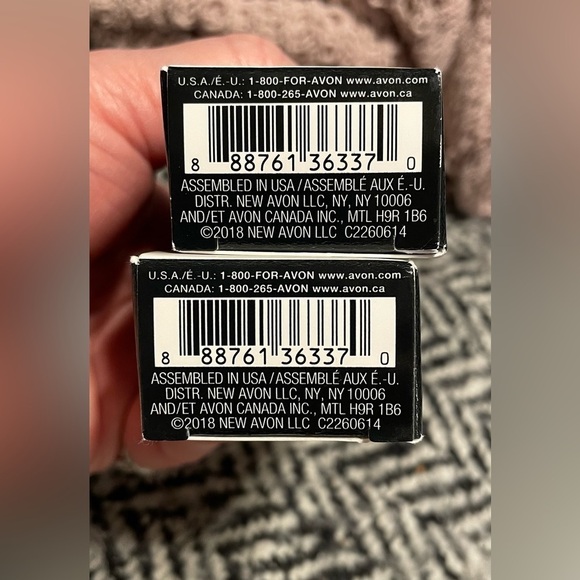 U.S.A./É.-U.: 1-800-FOR-AVON www.avon.com
CANADA: 1-800-265-AVON www.avon.ca
8 88761 36337 0
ASSEMBLED IN USA/ASSEMBLÉ AUX É.-U.
DISTR. NEW AVON LLC, NY, NY 10006
AND/ET AVON CANADA INC., MTL H9R 1B6
©2018 NEW AVON LLC C2260614
U.S.A./É.-U.: 1-800-FOR-AVON www.avon.com
CANADA: 1-800-265-AVON www.avon.ca
8 88761 36337 0
ASSEMBLED IN USA/ASSEMBLÉ AUX É.-U.
DISTR. NEW AVON LLC, NY, NY 10006
AND/ET AVON CANADA INC., MTL H9R 1B6
©2018 NEW AVON LLC C2260614